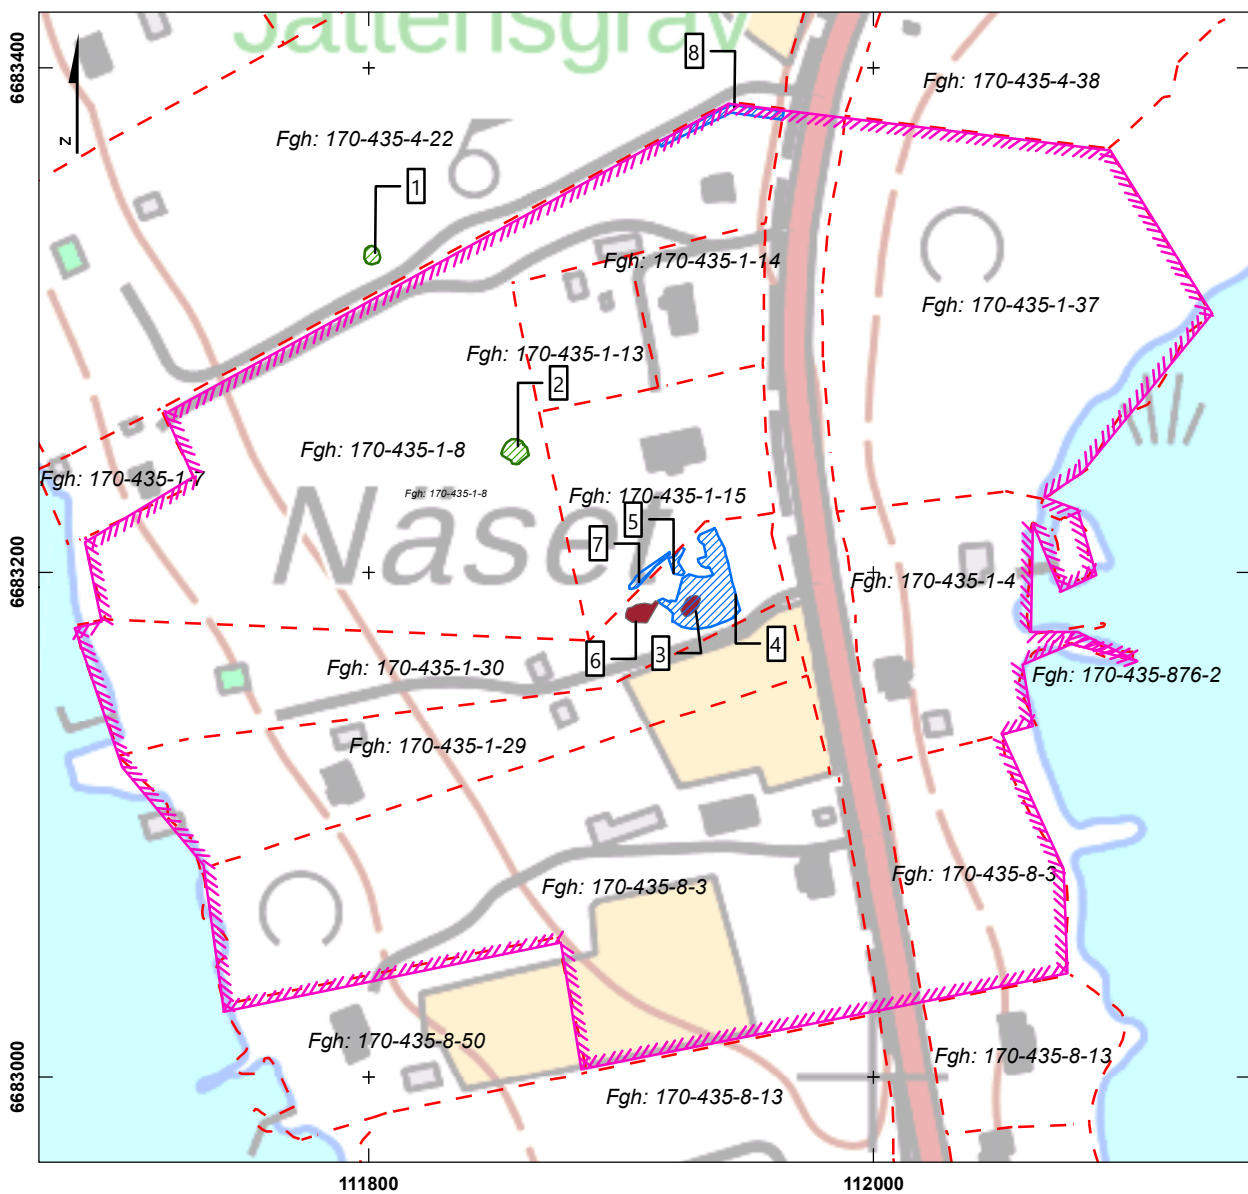 Jättensgrav
8
6683400
Fgh: 170-435-4-38
N
Fgh: 170-435-4-22
6
1
Fgh: 170-435-1-14
Fgh: 170-435-1-37
Fgh: 170-435-1-13
2
Fgh: 170-435-1-8
Fgh: 170-435-1-7
Fgh: 170-435-1-8
Fgh: 170-435-1-15
5
Näset
7
6683200
Fgh: 170-435-1-4
6
3
4
Fgh: 170-435-1-30
Fgh: 170-435-876-2
Fgh: 170-435-1-29
Fgh: 170-435-8-3
Fgh: 170-435-8-3
Fgh: 170-435-8-50
Fgh: 170-435-8-13
6683000
Fgh: 170-435-8-13
111800
112000